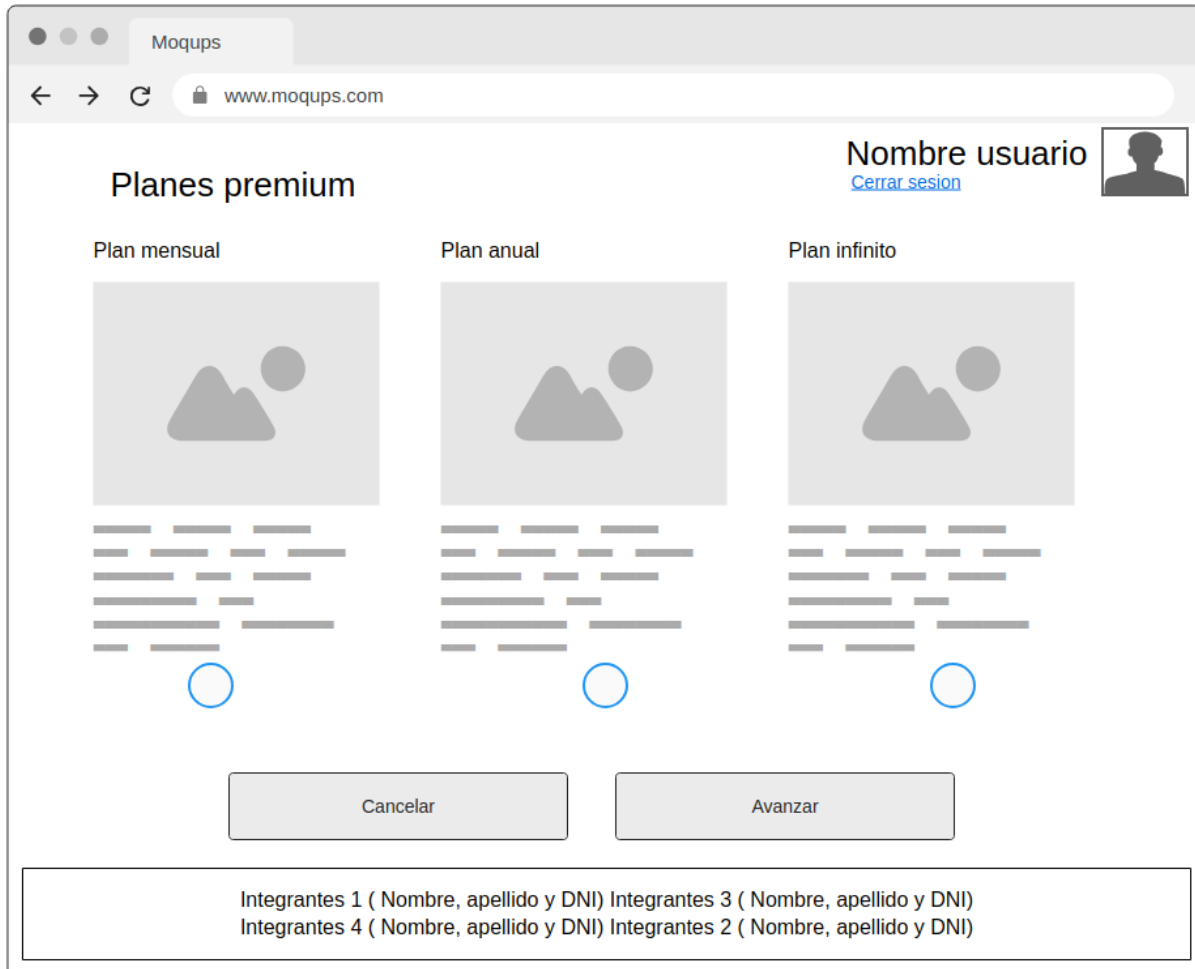 Moqups
www.moqups.com
Nombre usuario
Cerrar sesion
Planes premium
Plan mensual
Plan anual
Plan infinito
Cancelar
Avanzar
Integrantes 1 ( Nombre, apellido y DNI) Integrantes 3 ( Nombre, apellido y DNI)
Integrantes 4 ( Nombre, apellido y DNI) Integrantes 2 ( Nombre, apellido y DNI)